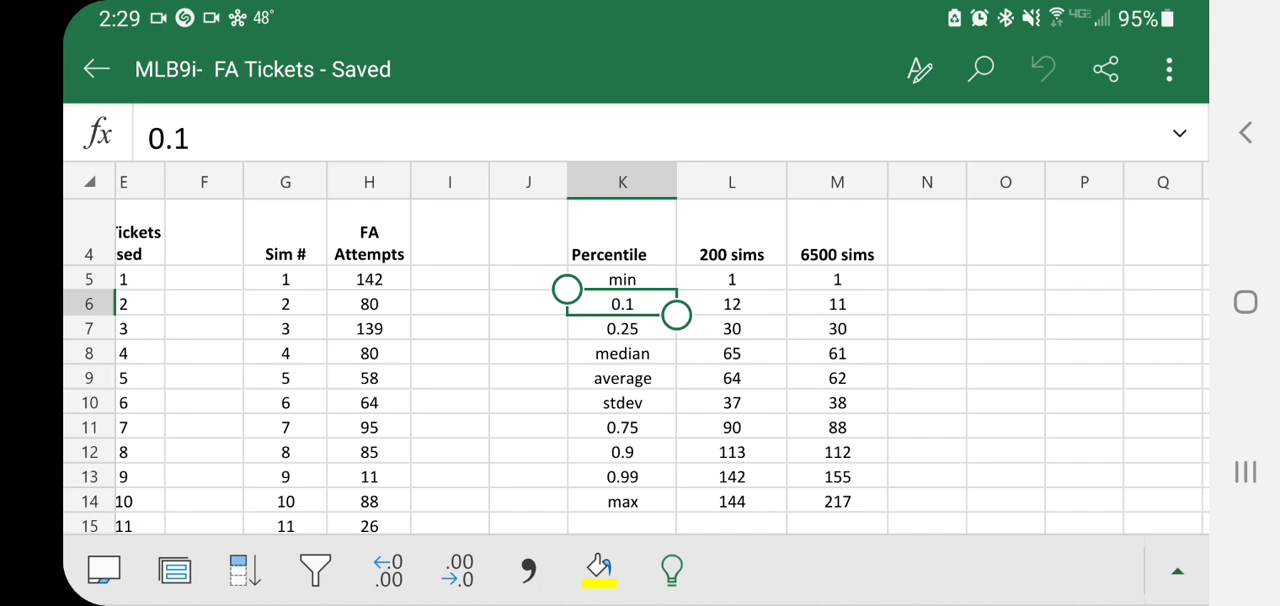 2:29 48° 4G 95%
MLB9i- FA Tickets - Saved
fx 0.1
E F G H I J K L M N O P Q
4 Tickets sed Sim # FA Attempts Percentile 200 sims 6500 sims
5 1 1 142 min 1 1
6 2 2 80 0.1 12 11
7 3 3 139 0.25 30 30
8 4 4 80 median 65 61
9 5 5 58 average 64 62
10 6 6 64 stdev 37 38
11 7 7 95 0.75 90 88
12 8 8 85 0.9 113 112
13 9 9 11 0.99 142 155
14 10 10 88 max 144 217
15 11 11 26
←.0 .00 .00 →.0 ,